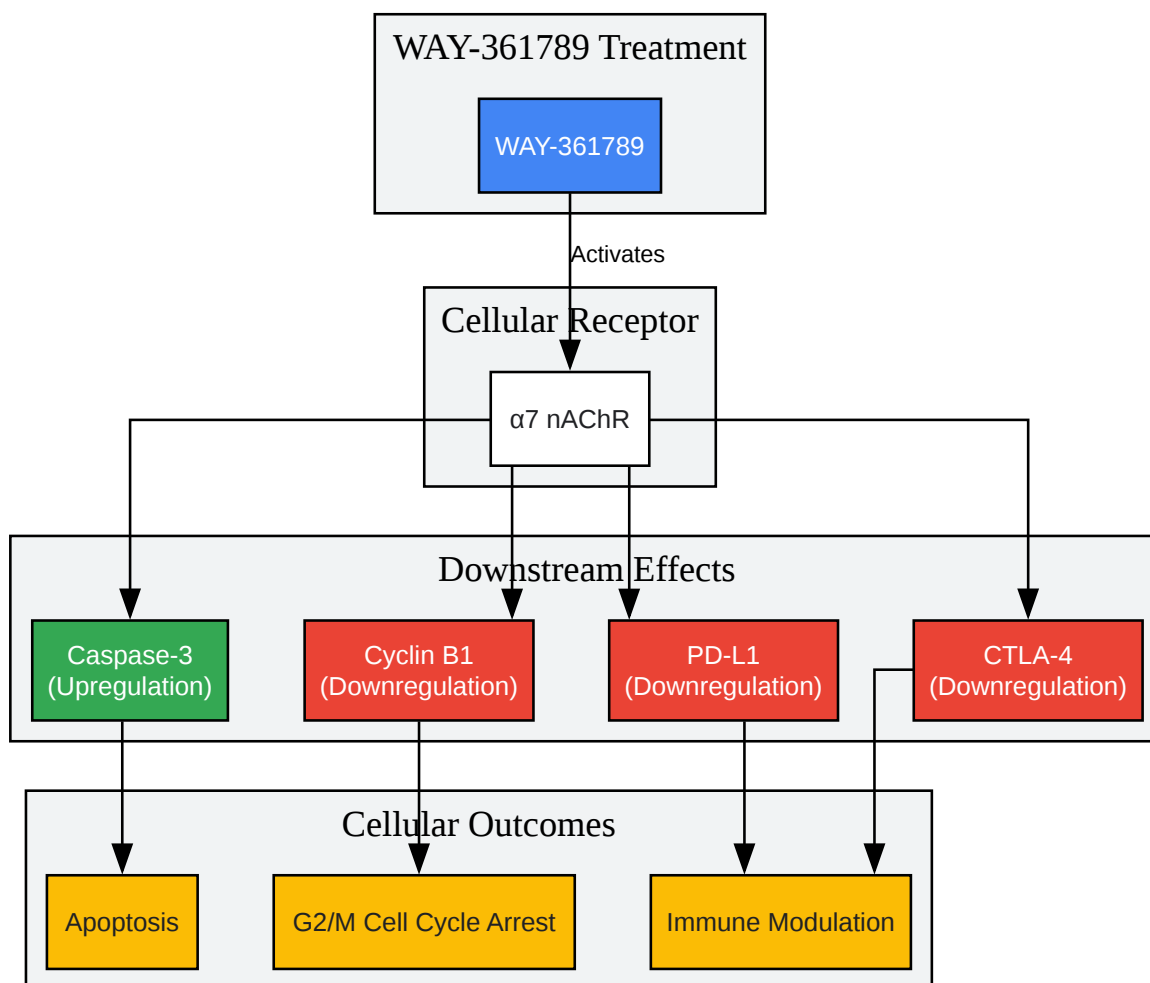 WAY-361789 Treatment
WAY-361789
Activates
Cellular Receptor
α7 nAChR
Downstream Effects
Caspase-3
(Upregulation)
Cyclin B1
(Downregulation)
PD-L1
(Downregulation)
CTLA-4
(Downregulation)
Cellular Outcomes
Apoptosis
G2/M Cell Cycle Arrest
Immune Modulation